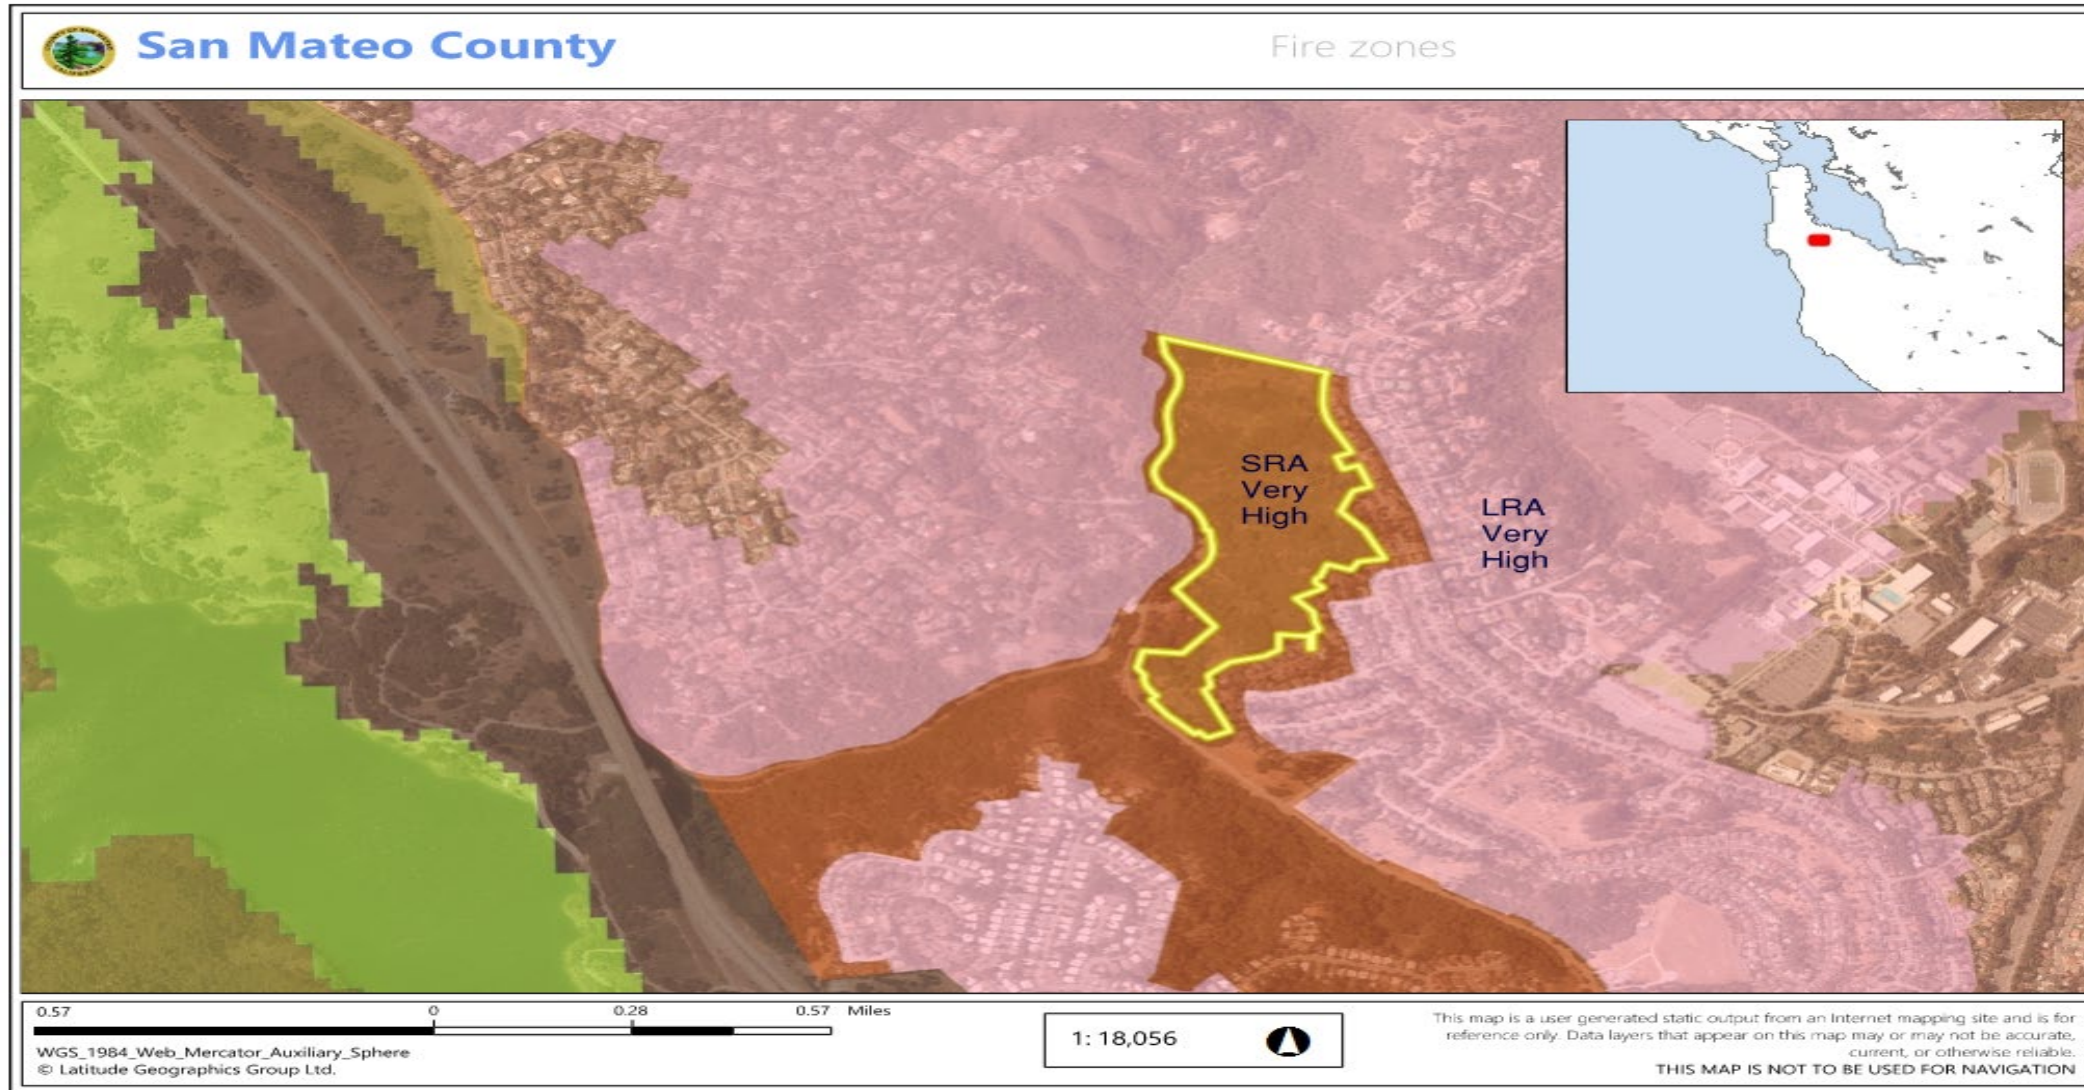 San Mateo County
Fire zones
SRA
Very
High
LRA
Very
High
0.57
0
0.28
0.57 Miles
WGS_1984_Web_Mercator_Auxiliary_Sphere
© Latitude Geographics Group Ltd.
1: 18,056
This map is a user generated static output from an Internet mapping site and is for
reference only. Data layers that appear on this map may or may not be accurate,
current, or otherwise reliable.
THIS MAP IS NOT TO BE USED FOR NAVIGATION